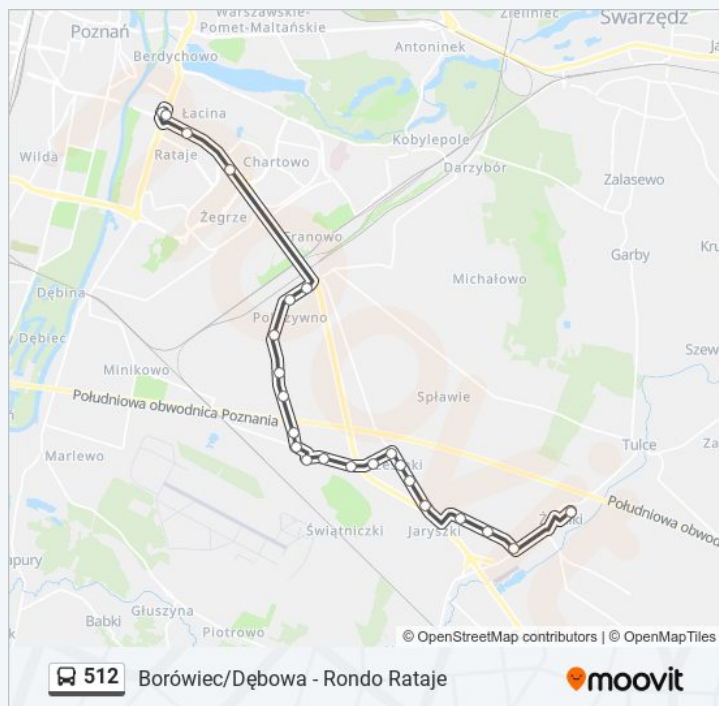 Swarzędz
Warszawskie-
Pomet-Maltańskie
Zieliniec
Poznań
Antoninek
Berdychowo
Łacina
Kobylepole
Wilda
Rataje
Chartowo
Darzybór
Zalasewo
Żegrze
Franowo
Garby
Michałowo
Dębina
Dębiec
Minikowo
Spławie
Południowa obwodnica Poznania
Tulce
Marlewo
Świątniczki
Jaryszki
Południowa obwod
Babki
Głuszyna
Piotrowo
© OpenStreetMap contributors | © OpenMapTiles
512 Borówiec/Dębowa - Rondo Rataje
moovit